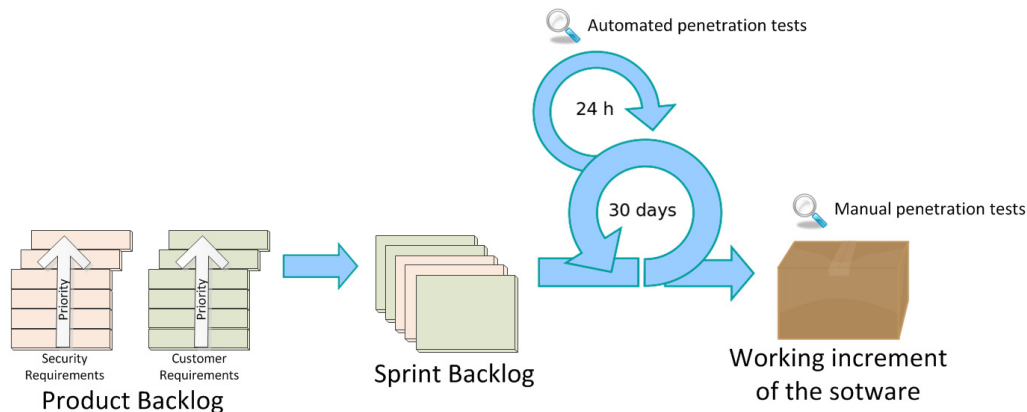 Automated penetration tests
24 h
30 days
Manual penetration tests
Priority
Priority
Security
Requirements
Customer
Requirements
Product Backlog
Sprint Backlog
Working increment
of the sotware